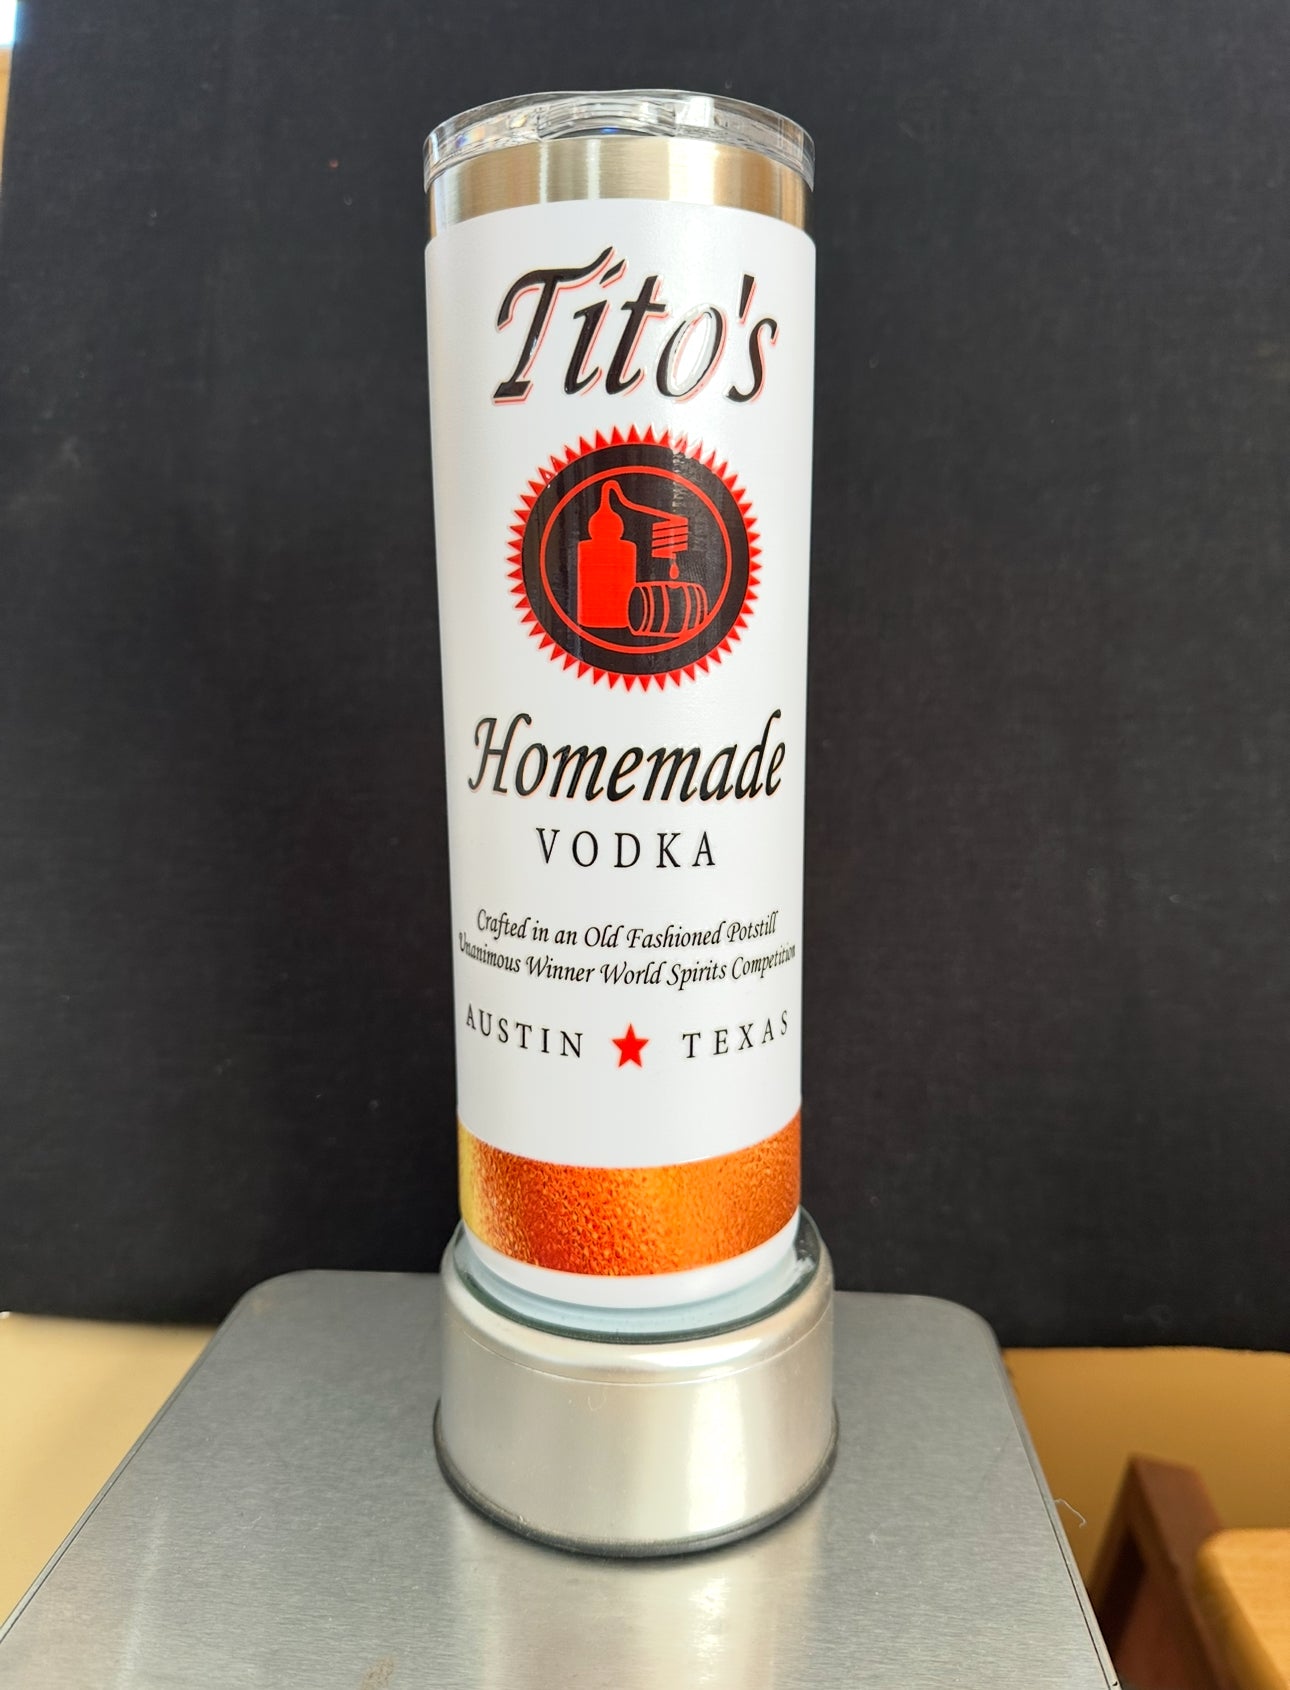 Tito's
Homemade
VODKA
Crafted in an Old Fashioned Potstill
Unanimous Winner World Spirits Competition
AUSTIN ★ TEXAS